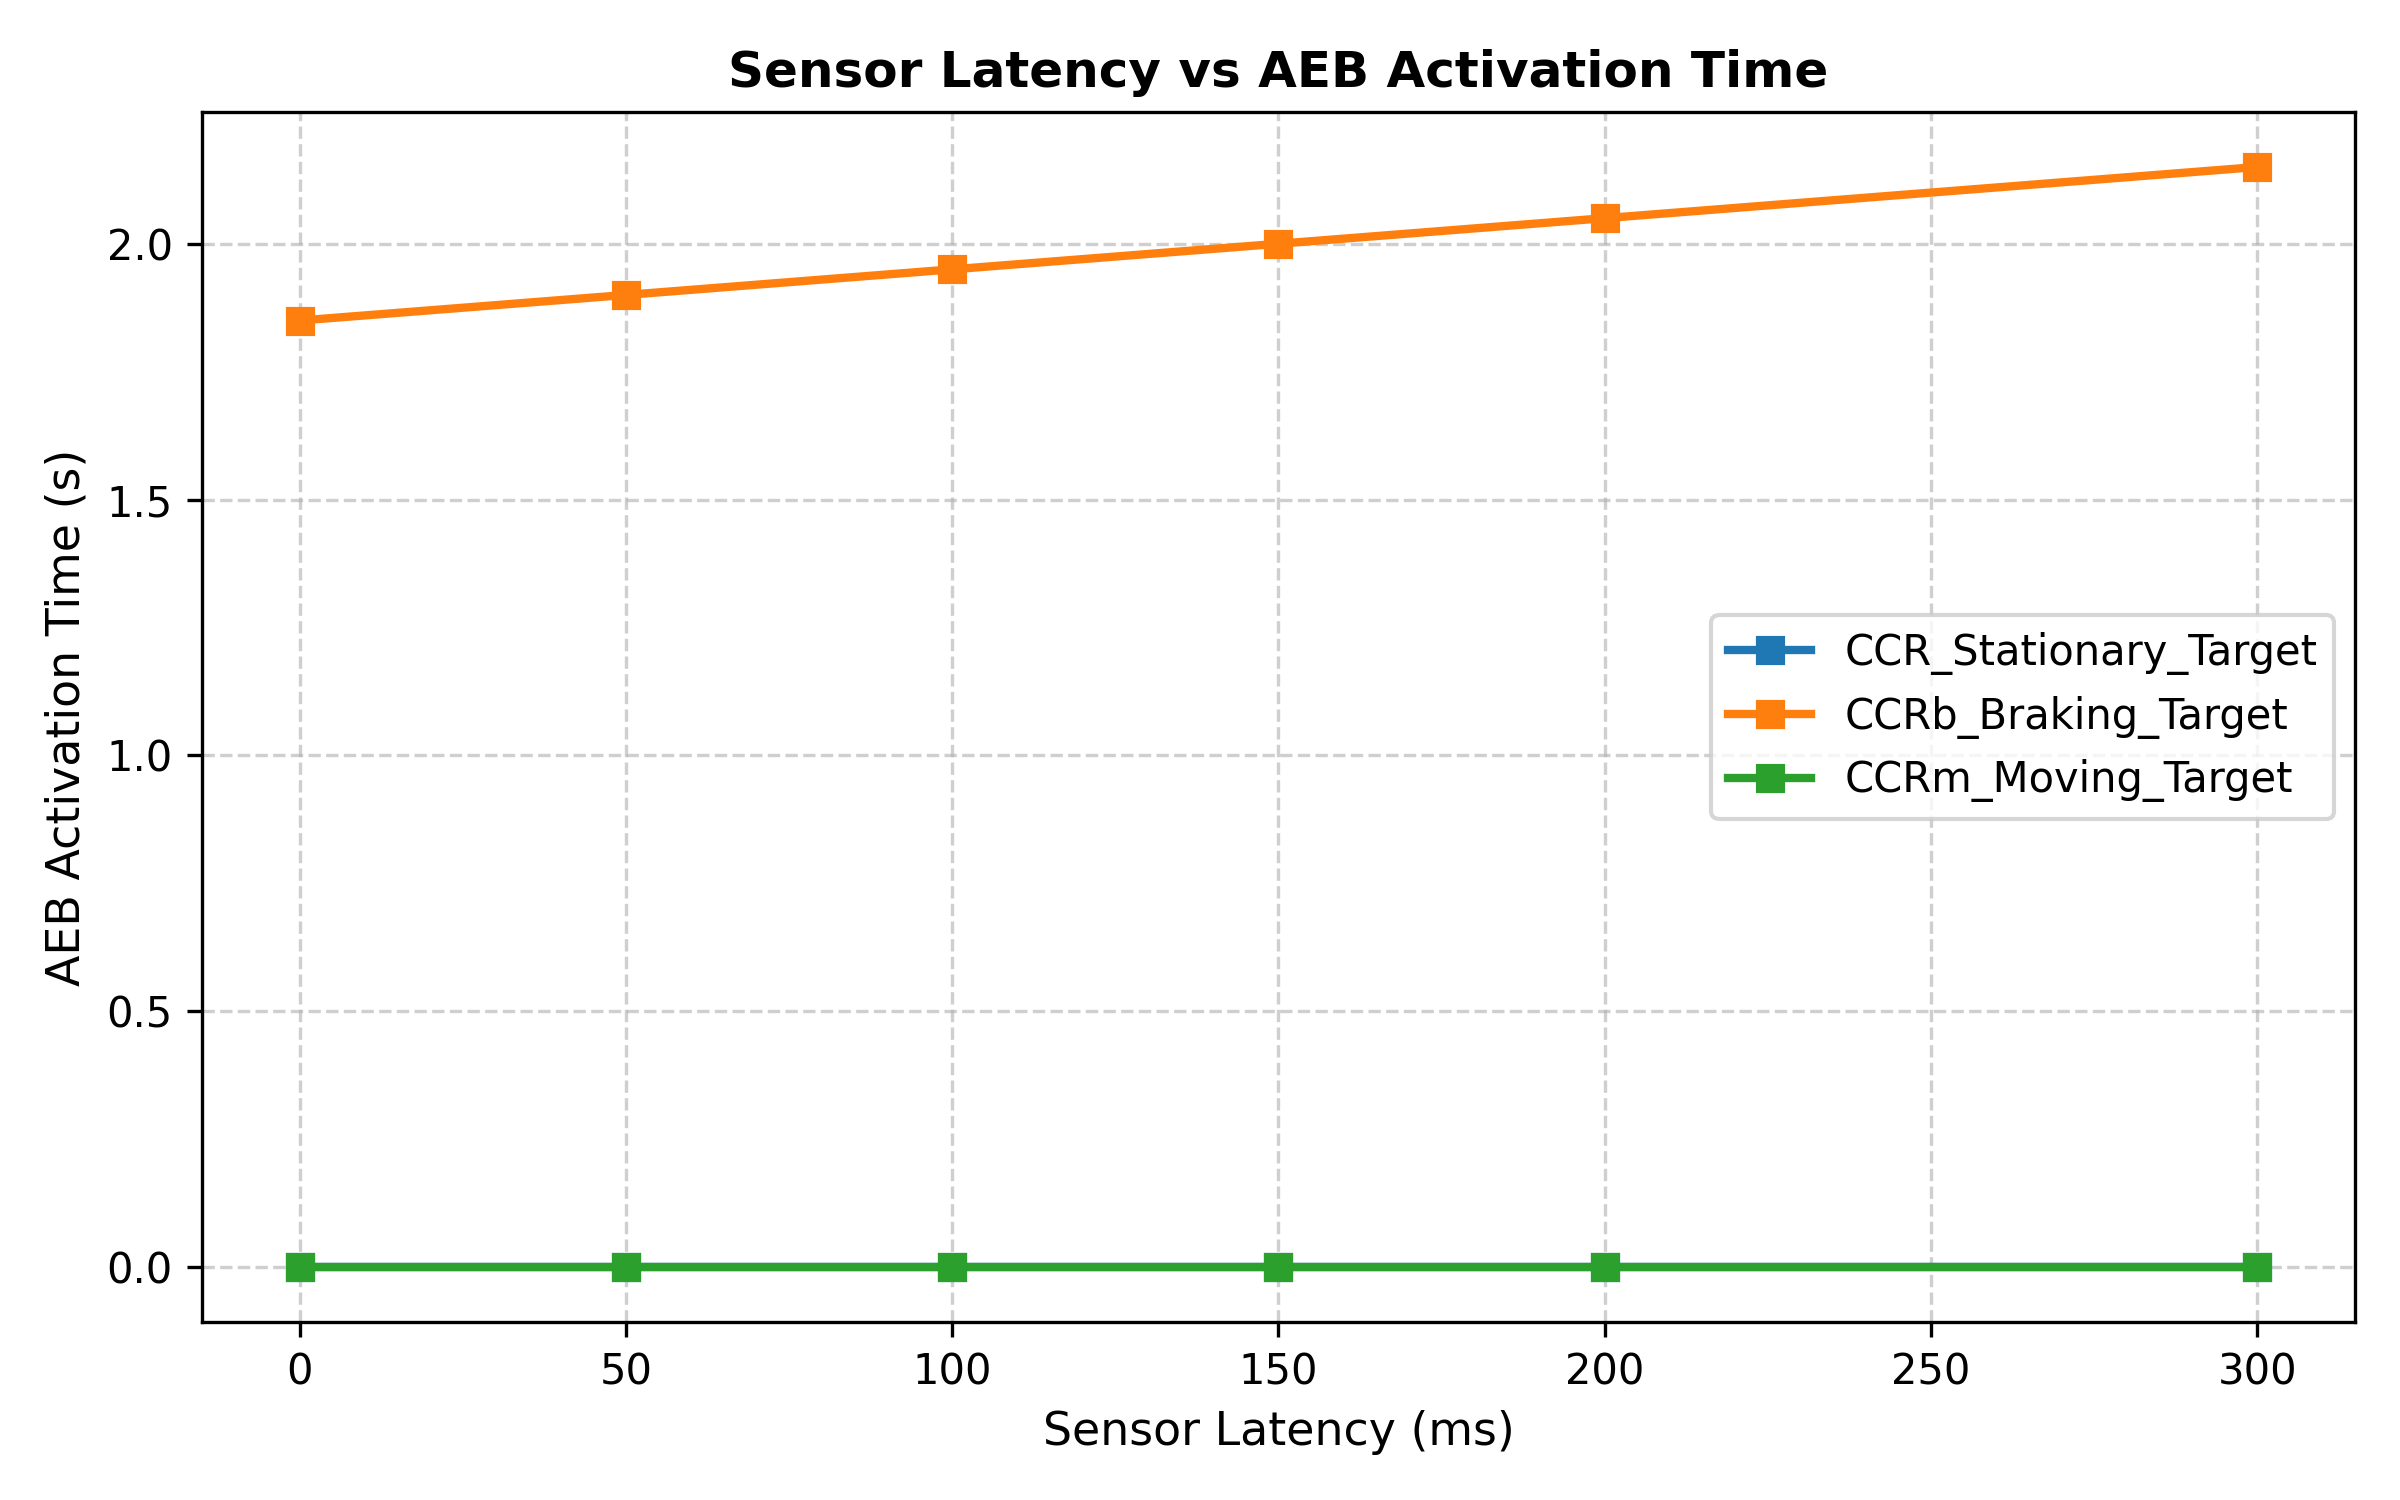 Sensor Latency vs AEB Activation Time
AEB Activation Time (s)
2.0
1.5
1.0
0.5
0.0
CCR_Stationary_Target
CCRb_Braking_Target
CCRm_Moving_Target
0 50 100 150 200 250 300
Sensor Latency (ms)